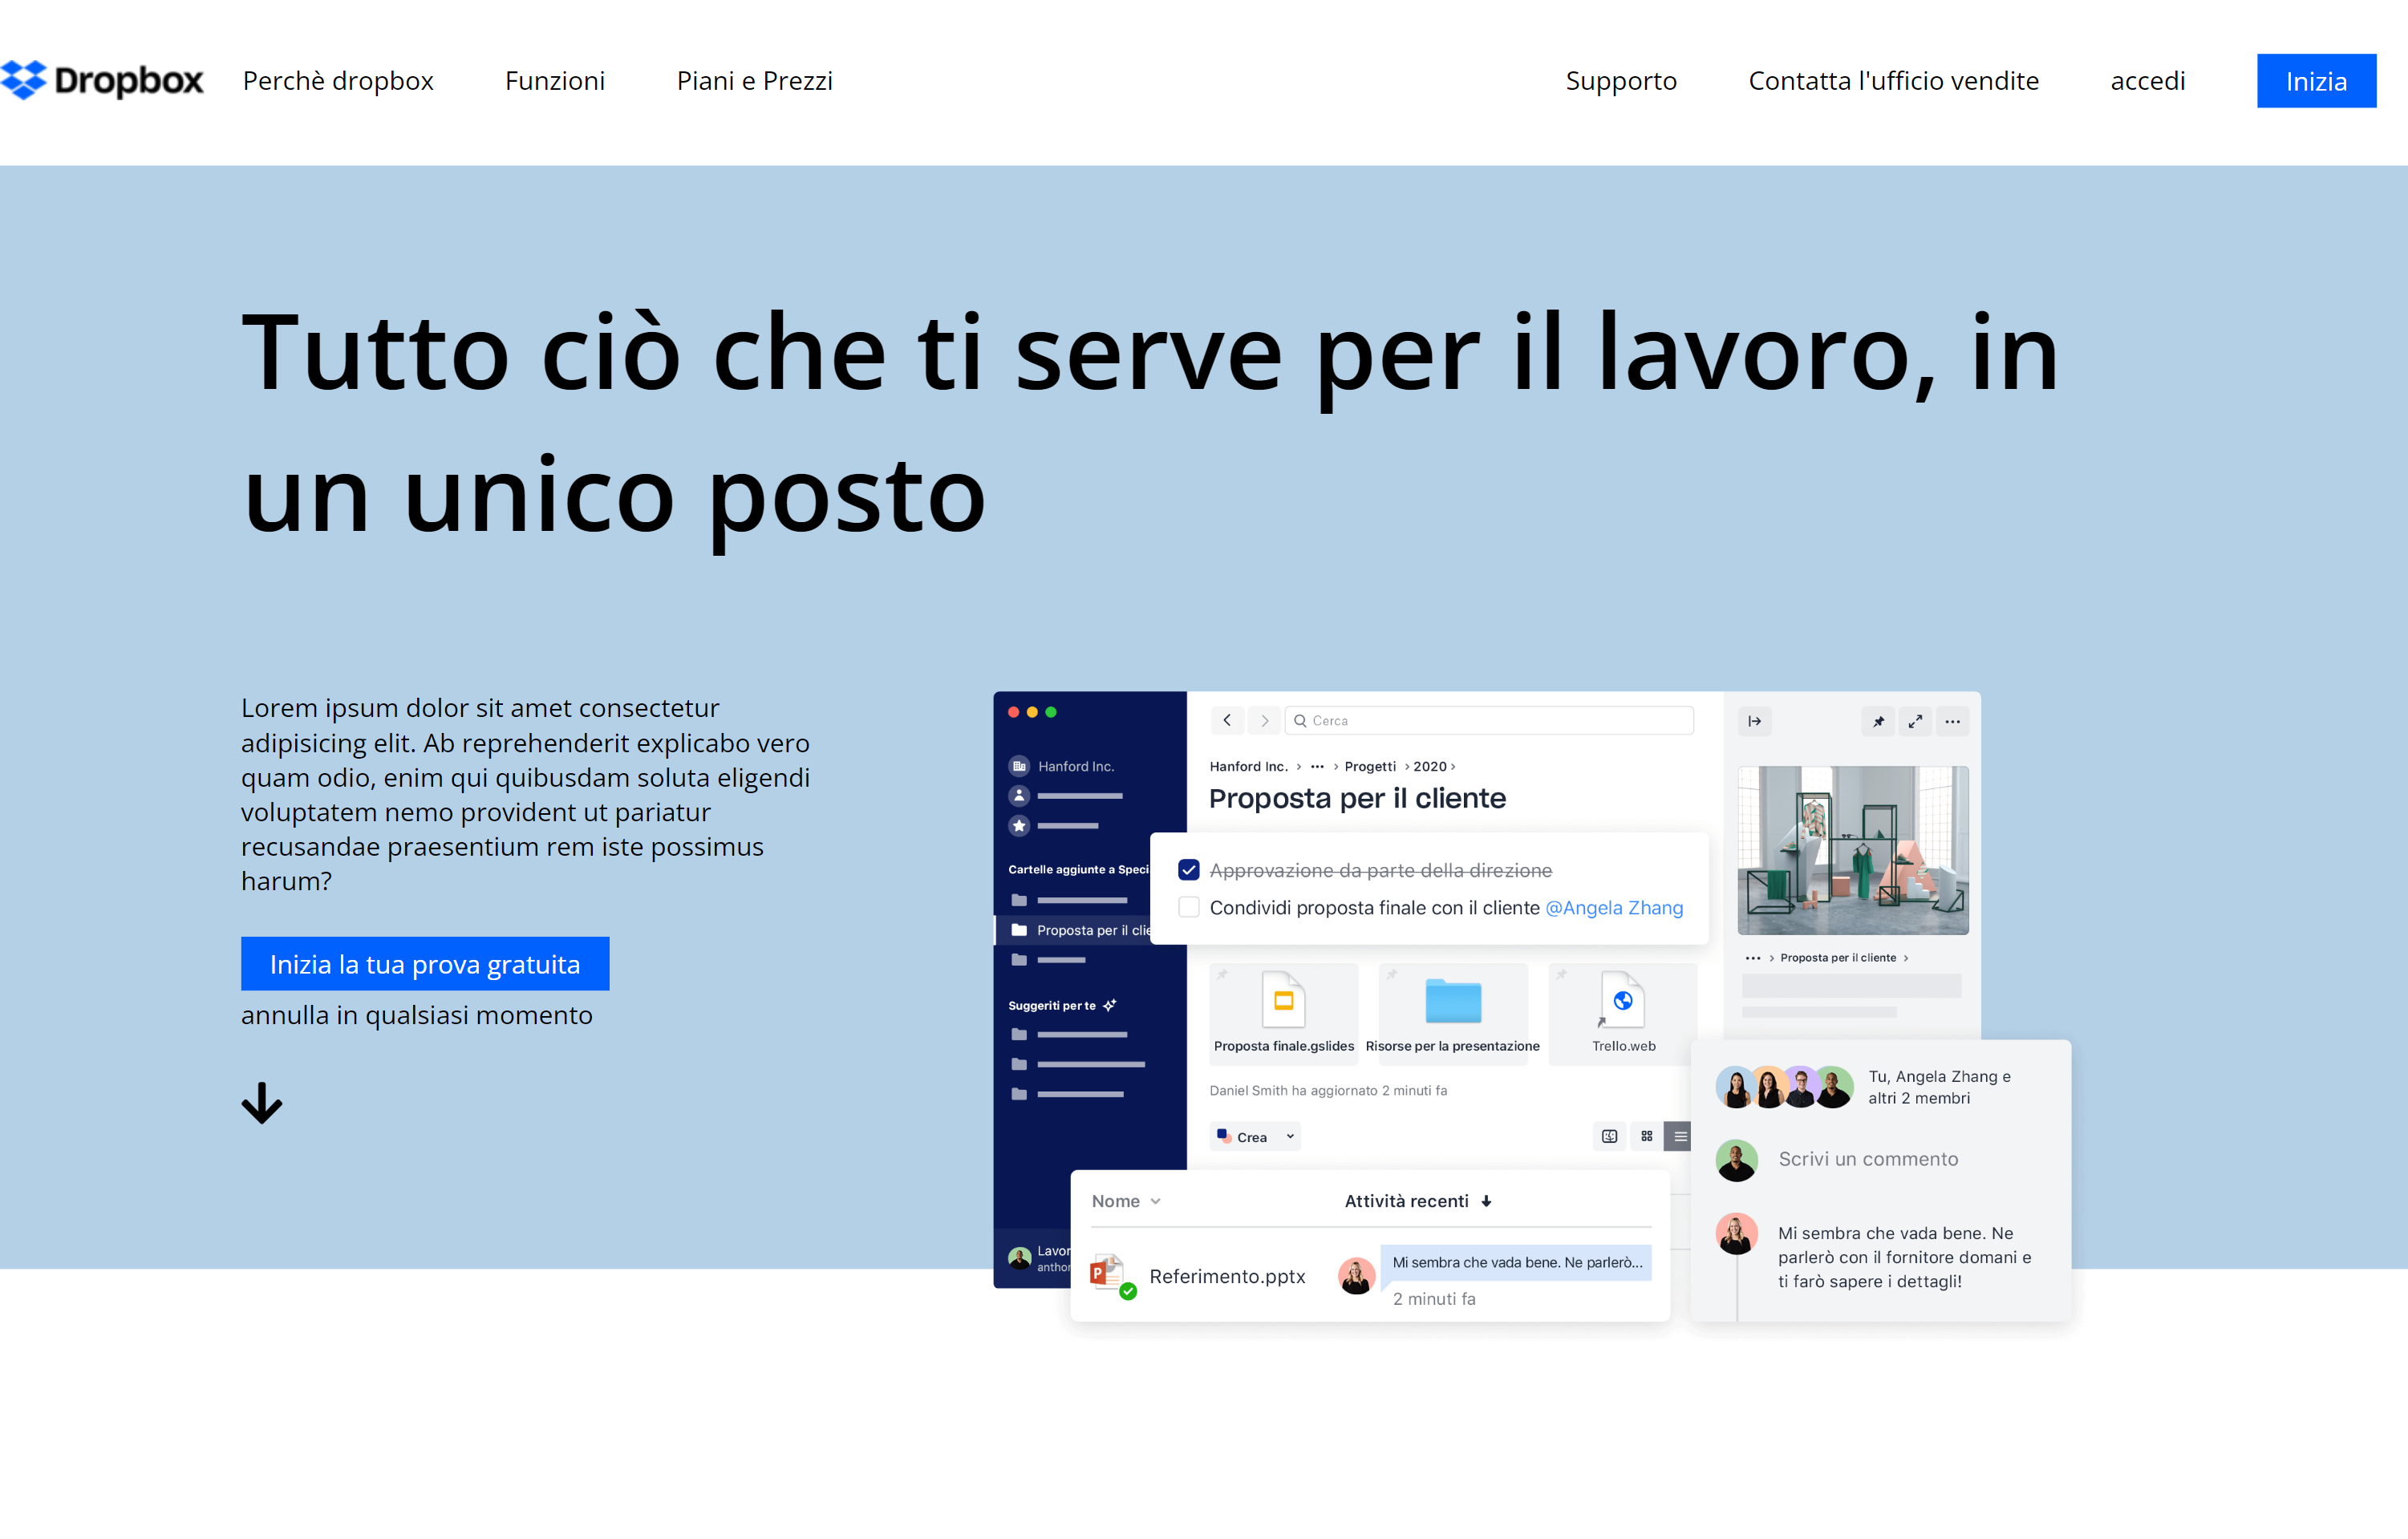 Dropbox
Perchè dropbox
Funzioni
Piani e Prezzi
Supporto
Contatta l'ufficio vendite
accedi
Inizia
Tutto ciò che ti serve per il lavoro, in
un unico posto
Lorem ipsum dolor sit amet consectetur
adipisicing elit. Ab reprehenderit explicabo vero
quam odio, enim qui quibusdam soluta eligendi
voluptatem nemo provident ut pariatur
recusandae praesentium rem iste possimus
harum?
Inizia la tua prova gratuita
annulla in qualsiasi momento
Hanford Inc.
Cartelle aggiunte a Speci
Proposta per il clie
Suggeriti per te
Lavor
anthor
Cerca
Hanford Inc. › ··· › Progetti › 2020 ›
Proposta per il cliente
Approvazione da parte della direzione
Condividi proposta finale con il cliente @Angela Zhang
Proposta finale.gslides
Risorse per la presentazione
Trello.web
Daniel Smith ha aggiornato 2 minuti fa
Crea
Nome
Attività recenti
P
Referimento.pptx
Mi sembra che vada bene. Ne parlerò...
2 minuti fa
··· › Proposta per il cliente ›
Tu, Angela Zhang e
altri 2 membri
Scrivi un commento
Mi sembra che vada bene. Ne
parlerò con il fornitore domani e
ti farò sapere i dettagli!